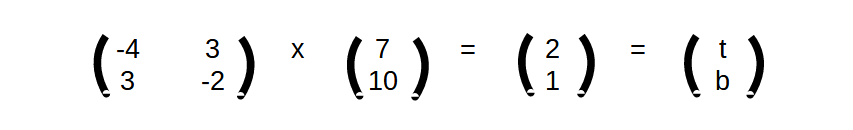 ( -4 3 ) x ( 7 ) = ( 2 ) = ( t )
( 3 -2 ) ( 10 ) ( 1 ) ( b )